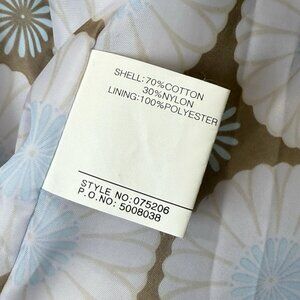 SHELL:70%COTTON
30%NYLON
LINING:100%POLYESTER
STYLE NO:075206
P.O.NO: 5008038